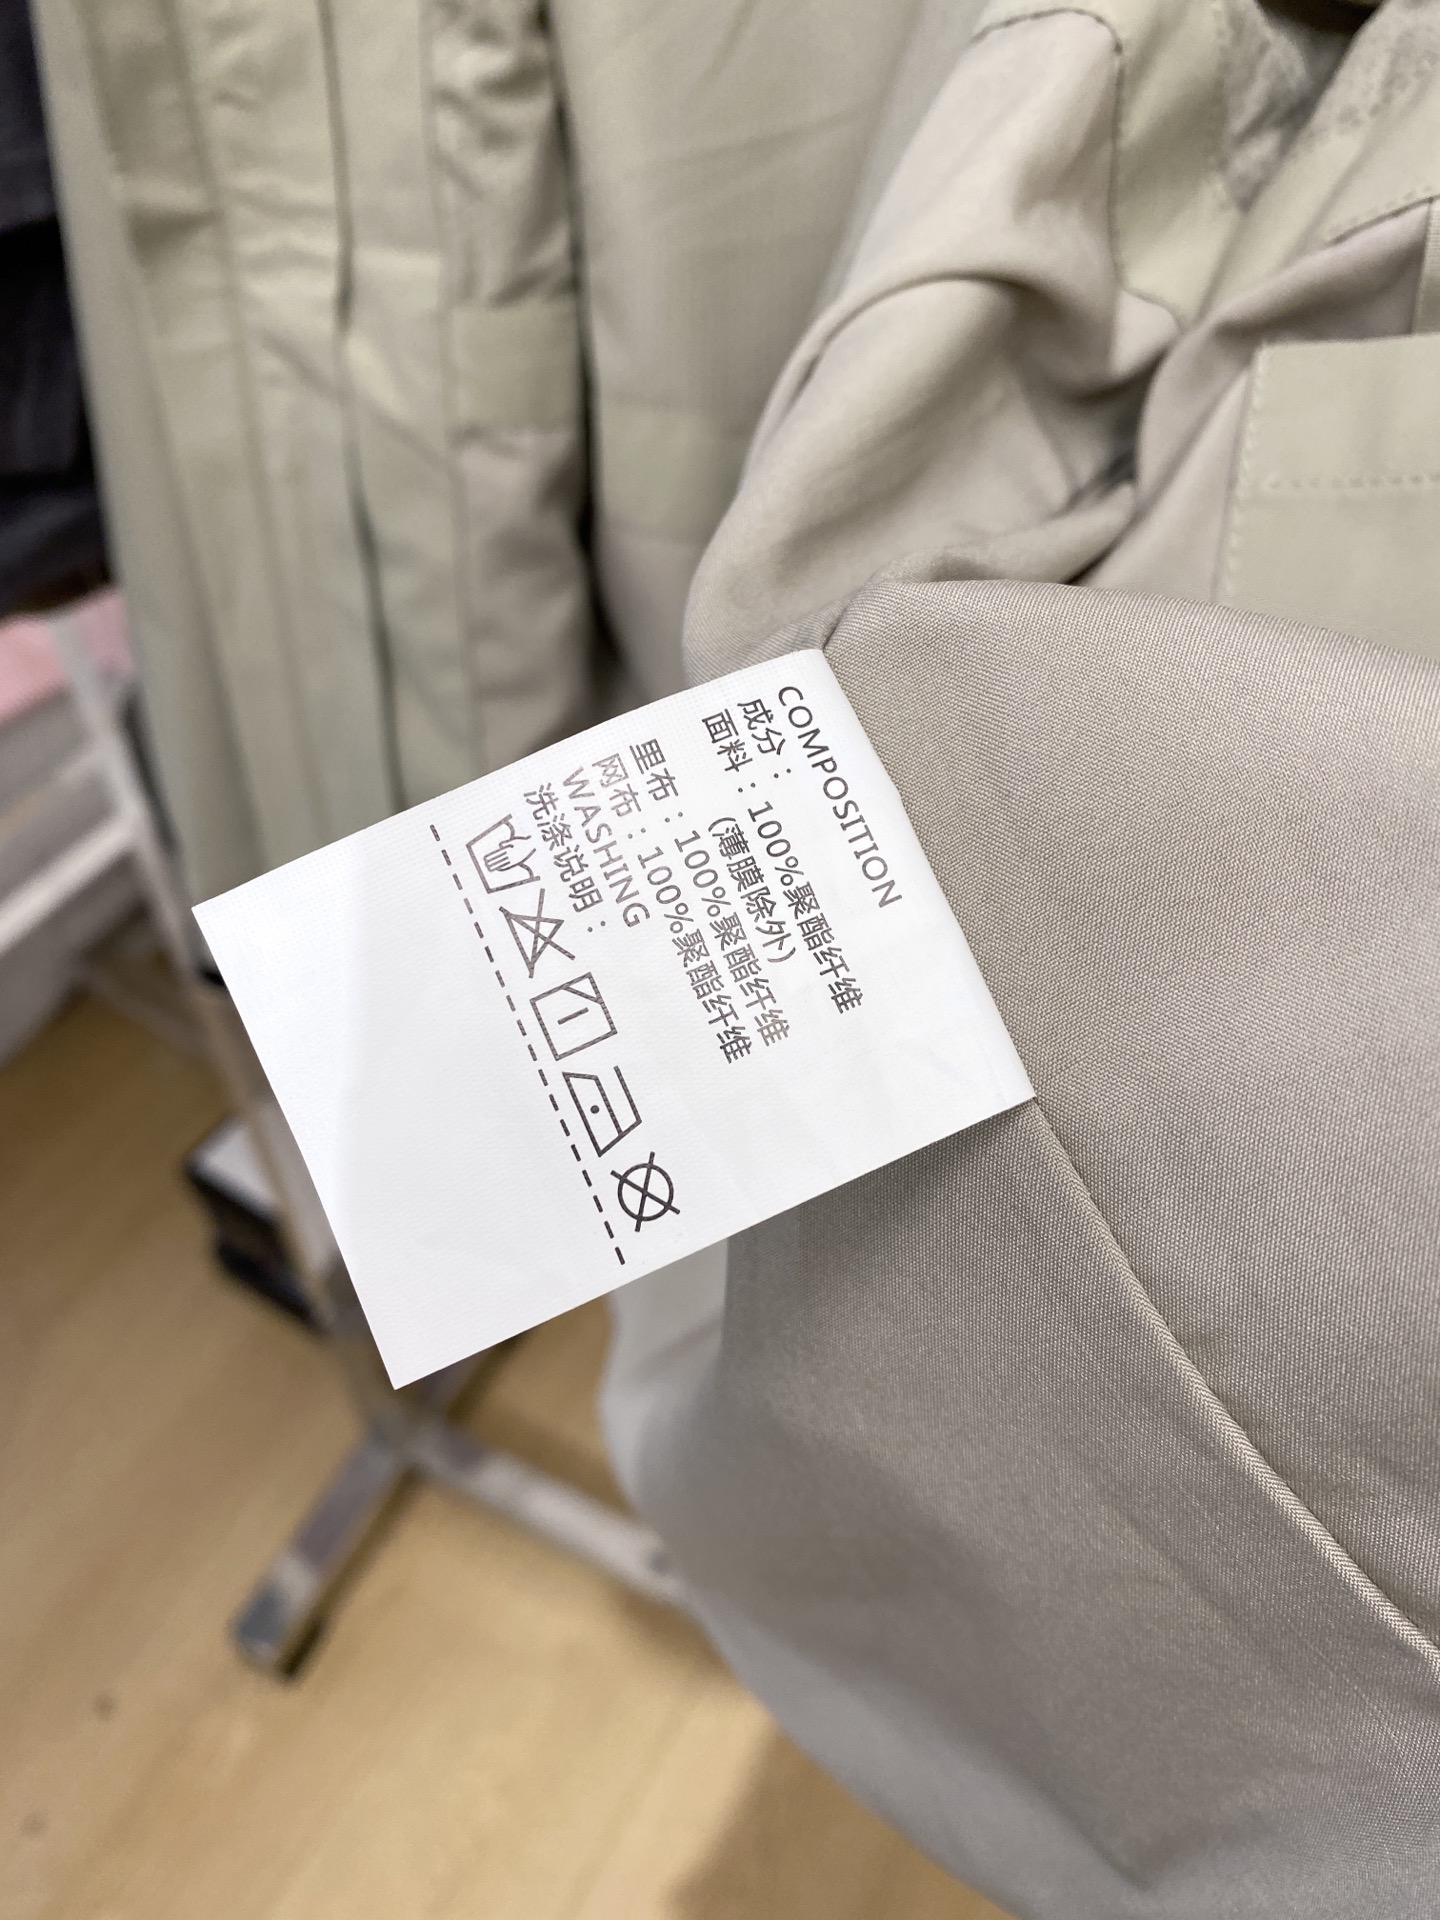 COMPOSITION
成分：
面料：100%聚酯纤维
（薄膜除外）
里布：100%聚酯纤维
网布：100%聚酯纤维
WASHING
洗涤说明：